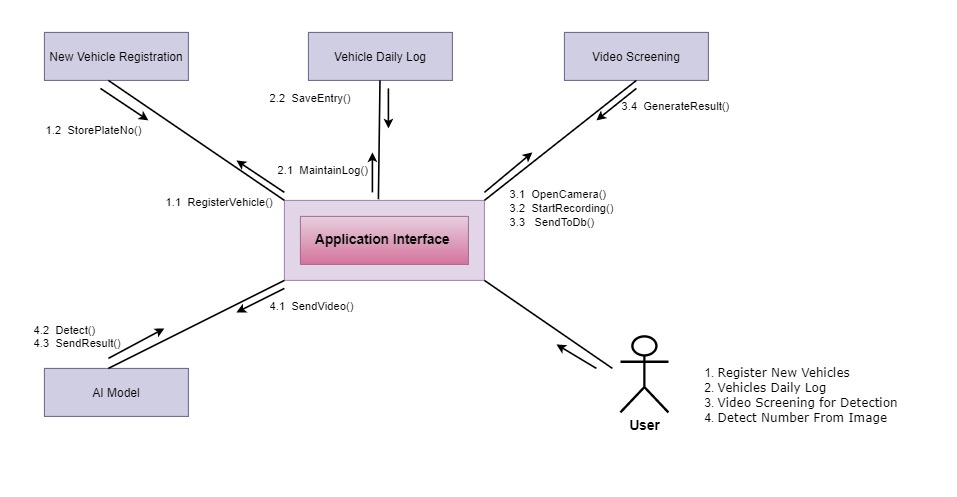 New Vehicle Registration
Vehicle Daily Log
Video Screening
2.2 SaveEntry()
3.4 GenerateResult()
1.2 StorePlateNo()
2.1 MaintainLog()
1.1 RegisterVehicle()
3.1 OpenCamera()
3.2 StartRecording()
3.3 SendToDb()
Application Interface
4.1 SendVideo()
4.2 Detect()
4.3 SendResult()
AI Model
User
1. Register New Vehicles
2. Vehicles Daily Log
3. Video Screening for Detection
4. Detect Number From Image